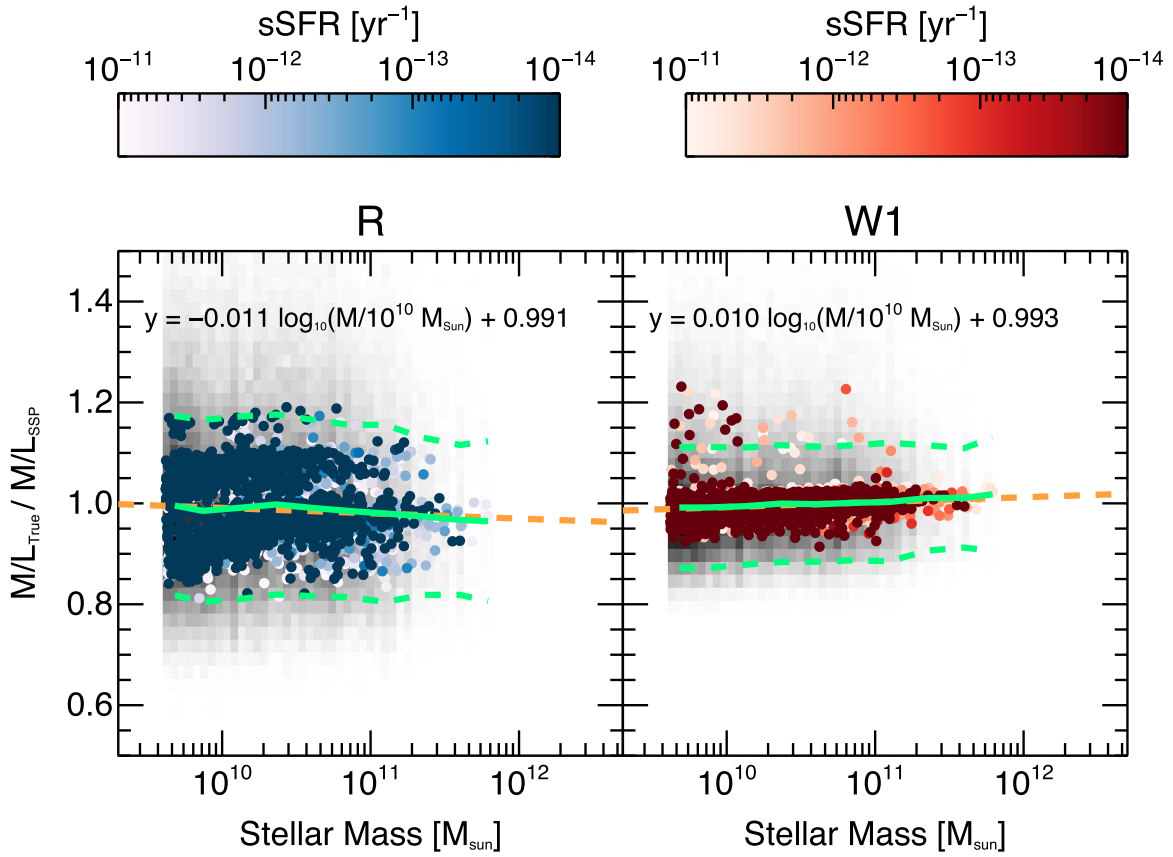 sSFR [yr⁻¹] sSFR [yr⁻¹]
10⁻¹¹ 10⁻¹² 10⁻¹³ 10⁻¹⁴ 10⁻¹¹ 10⁻¹² 10⁻¹³ 10⁻¹⁴
R W1
1.4
y = −0.011 log₁₀(M/10¹⁰ M_Sun) + 0.991 y = 0.010 log₁₀(M/10¹⁰ M_Sun) + 0.993
1.2
1.0
0.8
0.6
M/L_True / M/L_SSP
10¹⁰ 10¹¹ 10¹² 10¹⁰ 10¹¹ 10¹²
Stellar Mass [M_sun] Stellar Mass [M_sun]